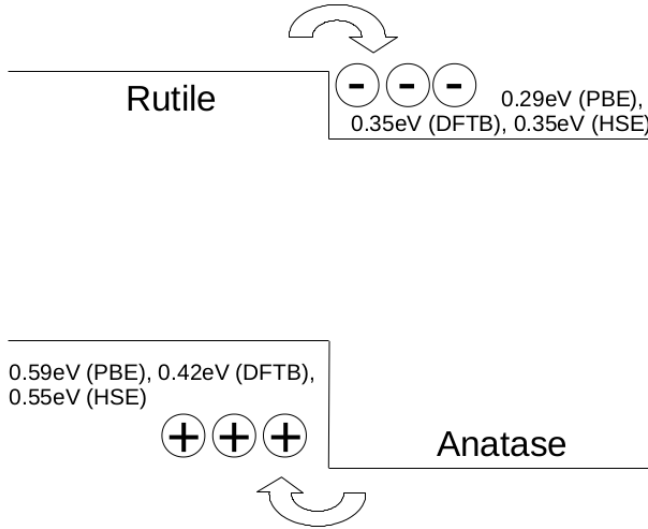 Rutile
- - -
0.29eV (PBE),
0.35eV (DFTB), 0.35eV (HSE)
0.59eV (PBE), 0.42eV (DFTB),
0.55eV (HSE)
+ + +
Anatase